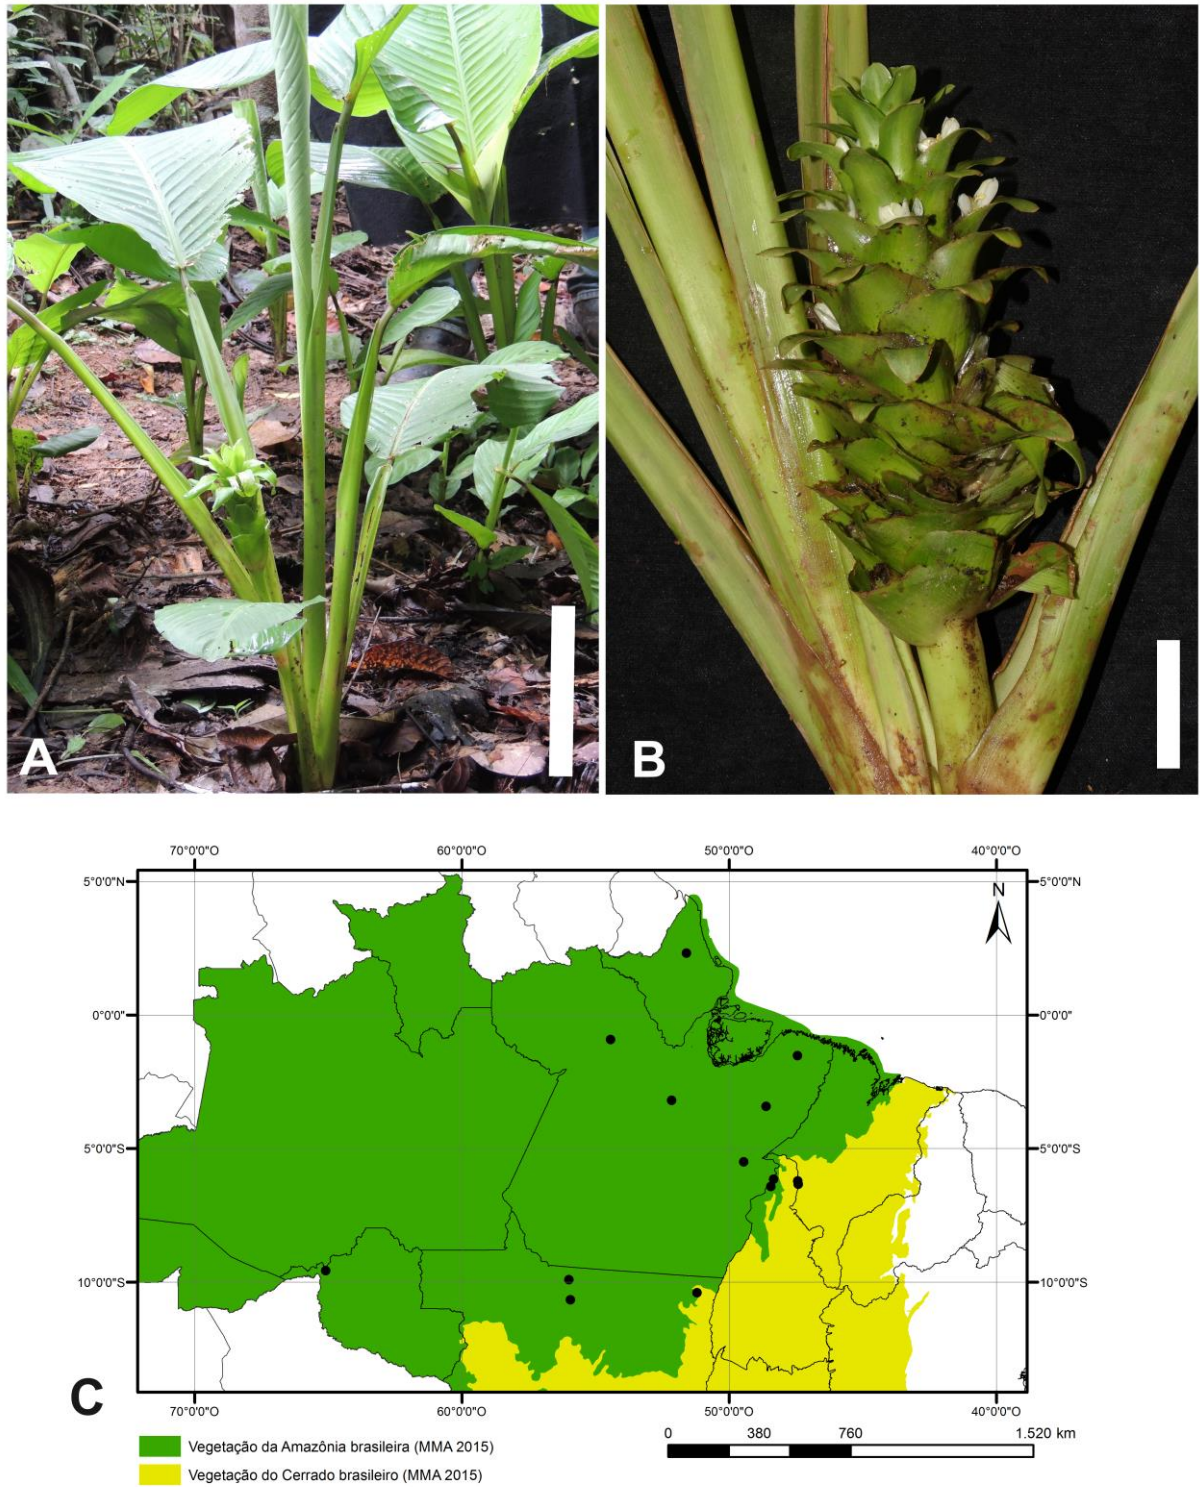 A
B
70°0'0"O 60°0'0"O 50°0'0"O 40°0'0"O
5°0'0"N 5°0'0"N
N
0°0'0" 0°0'0"
5°0'0"S 5°0'0"S
10°0'0"S 10°0'0"S
C
70°0'0"O 60°0'0"O 50°0'0"O 40°0'0"O
0 380 760 1.520 km
Vegetação da Amazônia brasileira (MMA 2015)
Vegetação do Cerrado brasileiro (MMA 2015)